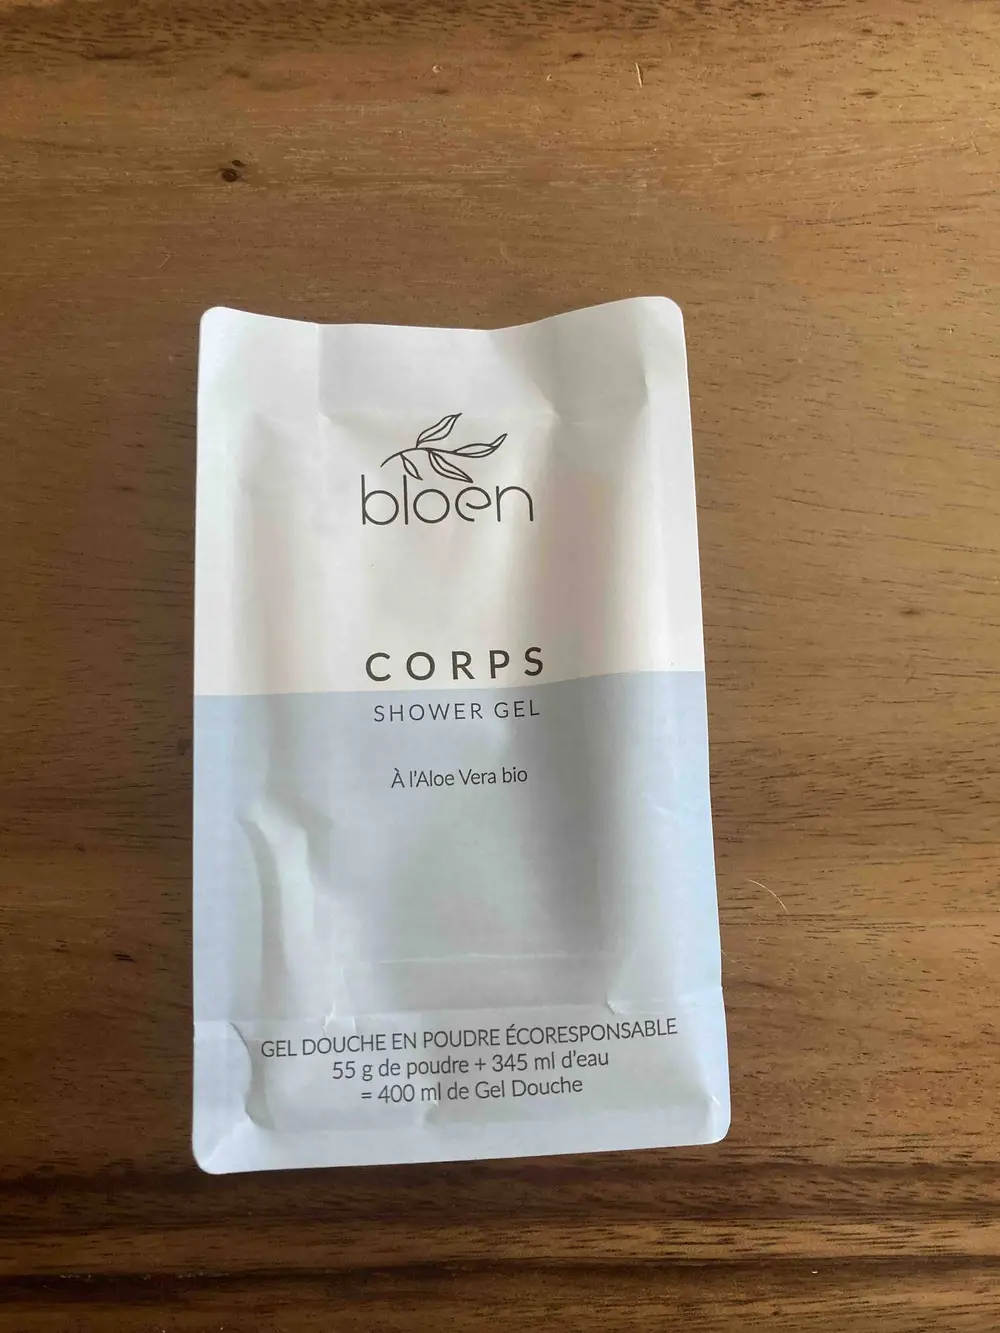 bloen
CORPS
SHOWER GEL
À l'Aloe Vera bio
GEL DOUCHE EN POUDRE ÉCORESPONSABLE
55 g de poudre + 345 ml d'eau
= 400 ml de Gel Douche